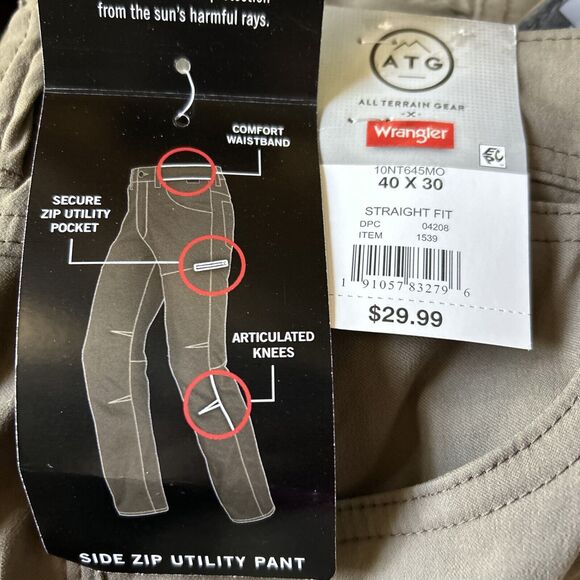 from the sun's harmful rays.
COMFORT
WAISTBAND
SECURE
ZIP UTILITY
POCKET
ARTICULATED
KNEES
SIDE ZIP UTILITY PANT
ATG
ALL TERRAIN GEAR
-X-
Wrangler
10NT645MO
40 X 30
STRAIGHT FIT
DPC 04208
ITEM 1539
1 91057 83279 6
$29.99